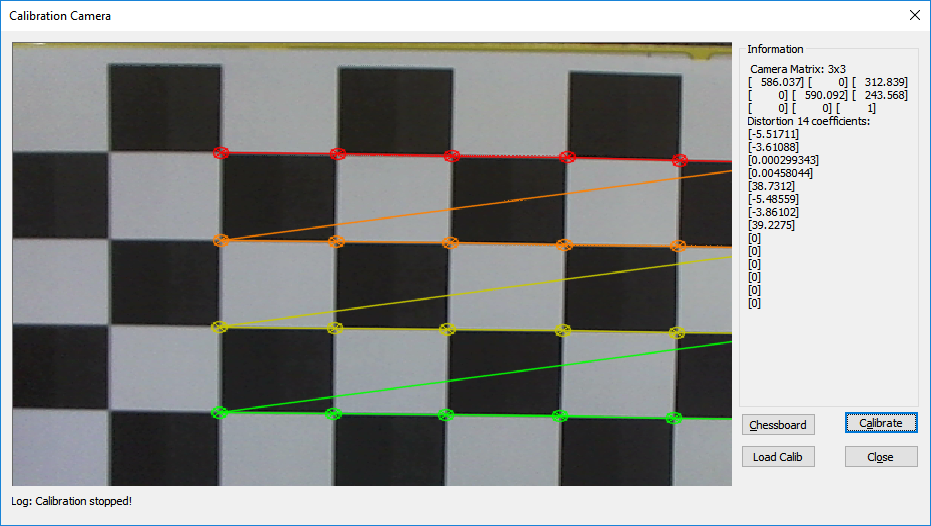 Calibration Camera
Information
Camera Matrix: 3x3
[ 586.037] [ 0] [ 312.839]
[ 0] [ 590.092] [ 243.568]
[ 0] [ 0] [ 1]
Distortion 14 coefficients:
[-5.51711]
[-3.61088]
[0.000299343]
[0.00458044]
[38.7312]
[-5.48559]
[-3.86102]
[39.2275]
[0]
[0]
[0]
[0]
[0]
[0]
Chessboard
Calibrate
Load Calib
Close
Log: Calibration stopped!